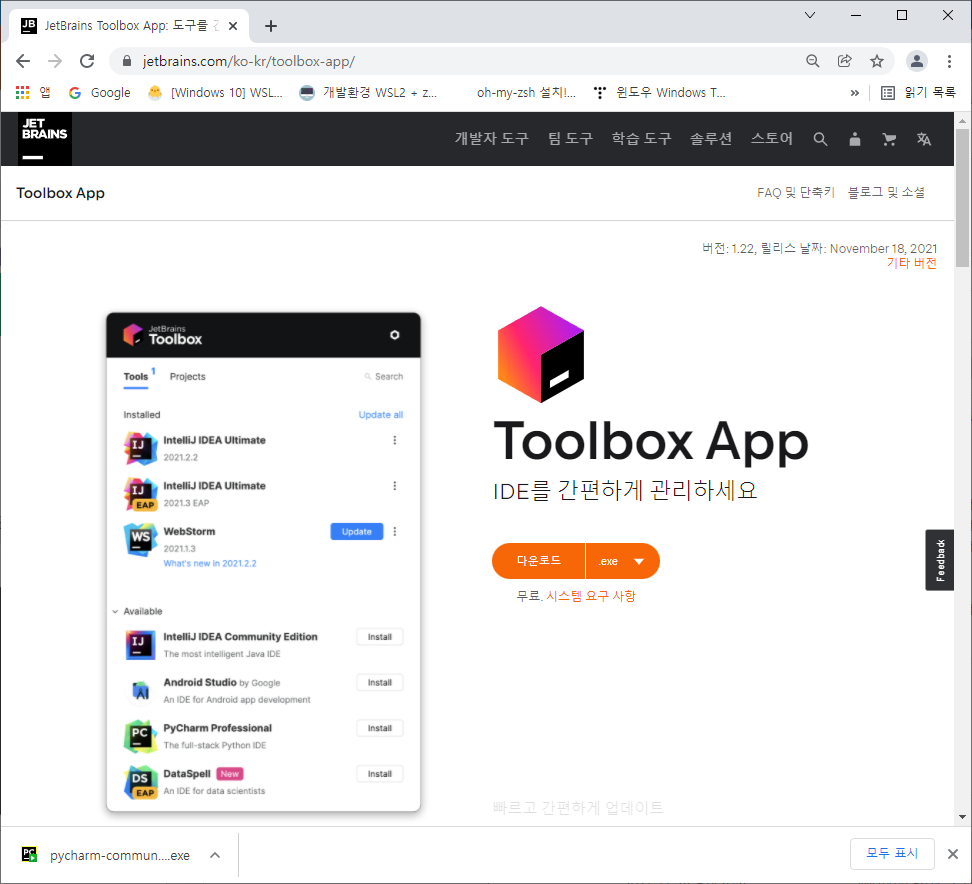 JetBrains Toolbox App: 도구를 간
jetbrains.com/ko-kr/toolbox-app/
앱 Google [Windows 10] WSL... 개발환경 WSL2 + z... oh-my-zsh 설치!... 윈도우 Windows T... » 읽기 목록
JET
BRAINS
개발자 도구 팀 도구 학습 도구 솔루션 스토어
Toolbox App FAQ 및 단축키 블로그 및 소셜
버전: 1.22, 릴리스 날짜: November 18, 2021
기타 버전
JetBrains
Toolbox
Tools 1 Projects Search
Installed Update all
IntelliJ IDEA Ultimate
2021.2.2
IntelliJ IDEA Ultimate
2021.3 EAP
WebStorm Update
2021.1.3
What's new in 2021.2.2
Available
IntelliJ IDEA Community Edition Install
The most intelligent Java IDE
Android Studio by Google Install
An IDE for Android app development
PyCharm Professional Install
The full-stack Python IDE
DataSpell New Install
An IDE for data scientists
Toolbox App
IDE를 간편하게 관리하세요
다운로드 .exe
무료. 시스템 요구 사항
Feedback
빠르고 간편하게 업데이트
pycharm-commun....exe 모두 표시